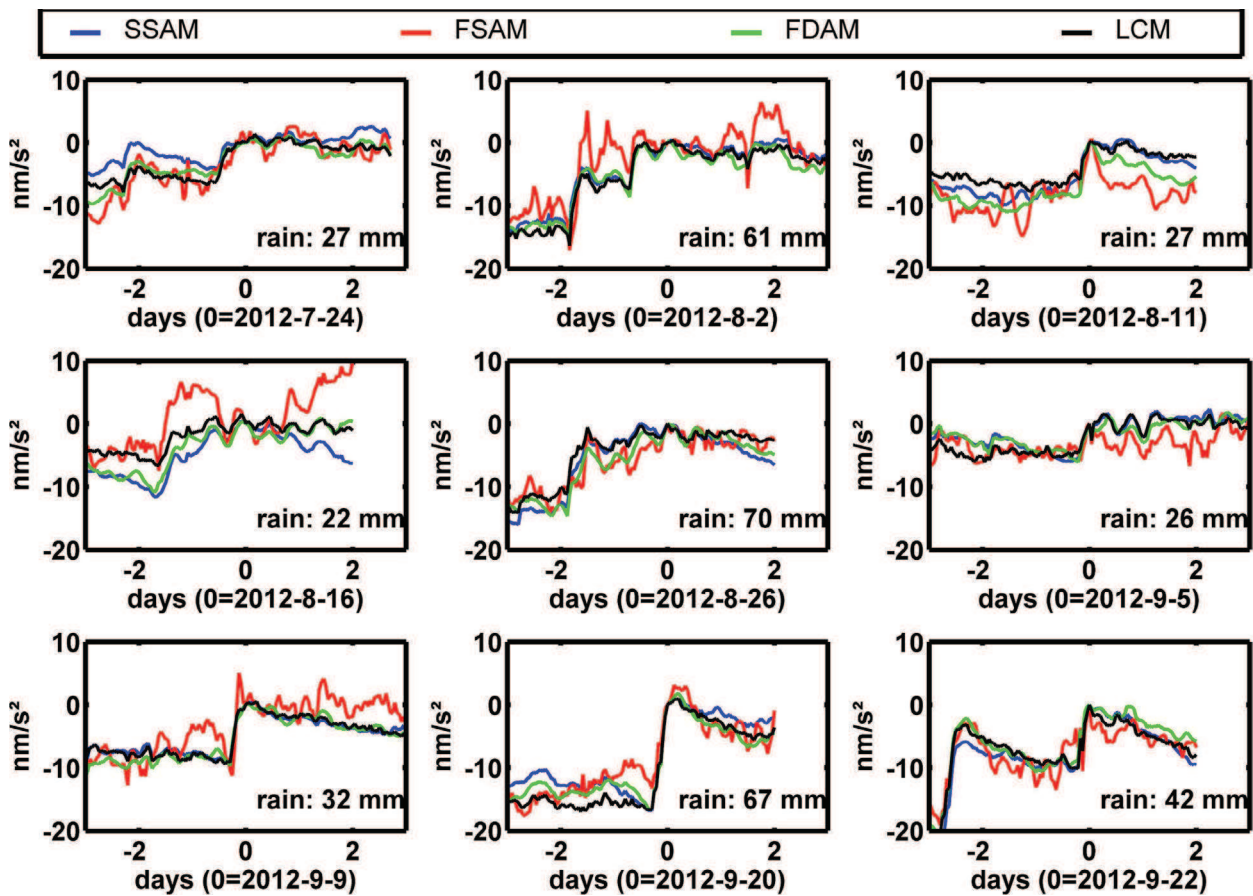 SSAM FSAM FDAM LCM
10 10 10
0 0 0
nm/s² nm/s² nm/s²
-10 -10 -10
rain: 27 mm rain: 61 mm rain: 27 mm
-20 -20 -20
-2 0 2 -2 0 2 -2 0 2
days (0=2012-7-24) days (0=2012-8-2) days (0=2012-8-11)
10 10 10
0 0 0
nm/s² nm/s² nm/s²
-10 -10 -10
rain: 22 mm rain: 70 mm rain: 26 mm
-20 -20 -20
-2 0 2 -2 0 2 -2 0 2
days (0=2012-8-16) days (0=2012-8-26) days (0=2012-9-5)
10 10 10
0 0 0
nm/s² nm/s² nm/s²
-10 -10 -10
rain: 32 mm rain: 67 mm rain: 42 mm
-20 -20 -20
-2 0 2 -2 0 2 -2 0 2
days (0=2012-9-9) days (0=2012-9-20) days (0=2012-9-22)